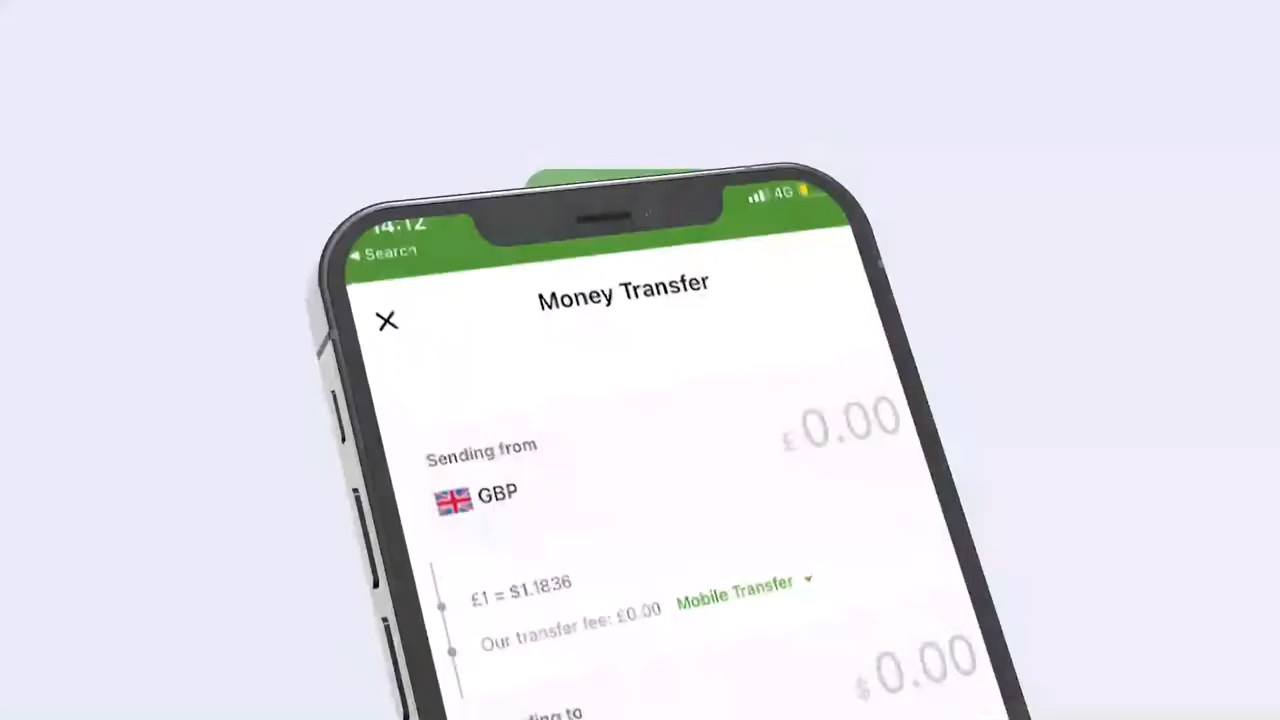 14:12
4G
Search
Money Transfer
£0.00
Sending from
GBP
£1 = $1.1836
Our transfer fee: £0.00 Mobile Transfer
$0.00
to